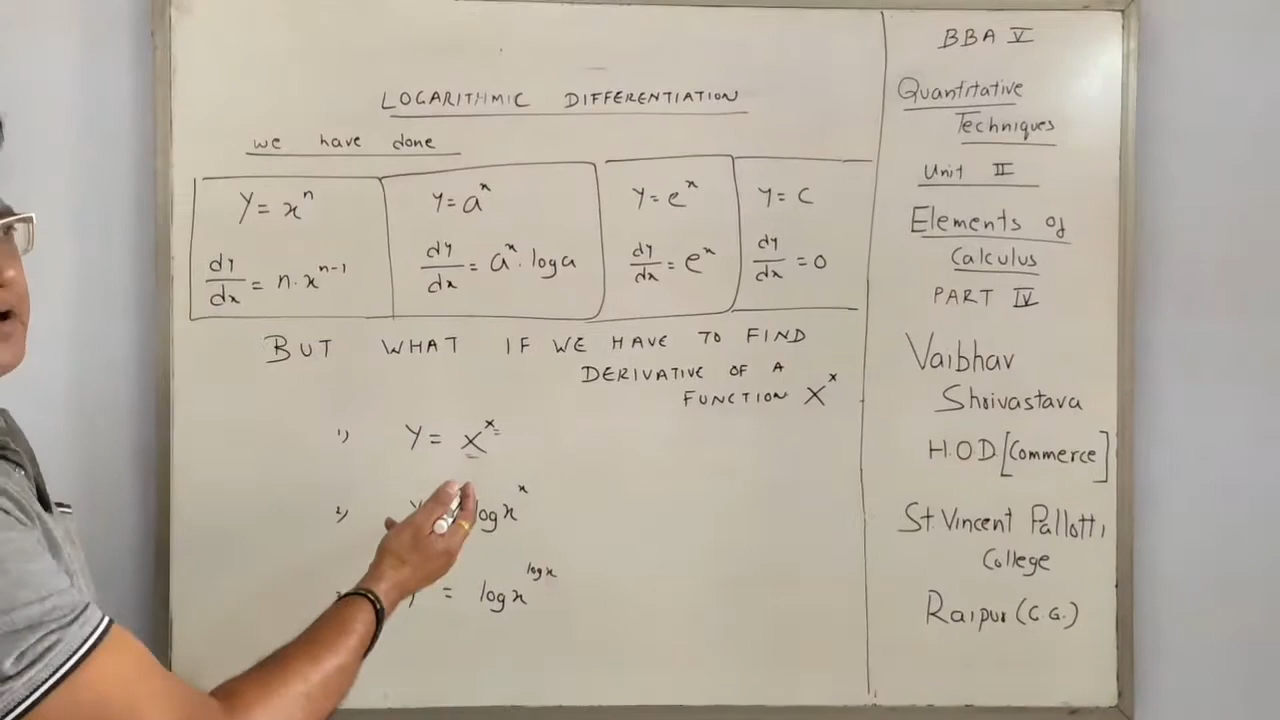 LOGARITHMIC DIFFERENTIATION
we have done
Y = x^n
dy/dx = n·x^(n-1)
Y = a^x
dy/dx = a^x · log a
Y = e^x
dy/dx = e^x
Y = C
dy/dx = 0
BUT WHAT IF WE HAVE TO FIND
DERIVATIVE OF A
FUNCTION X^x
1) Y = X^x
2) Y log x^x
Y = log x^(log x)
BBA V
Quantitative
Techniques
Unit II
Elements of
Calculus
PART IV
Vaibhav
Shrivastava
H.O.D [Commerce]
St. Vincent Pallotti
College
Raipur (C.G.)